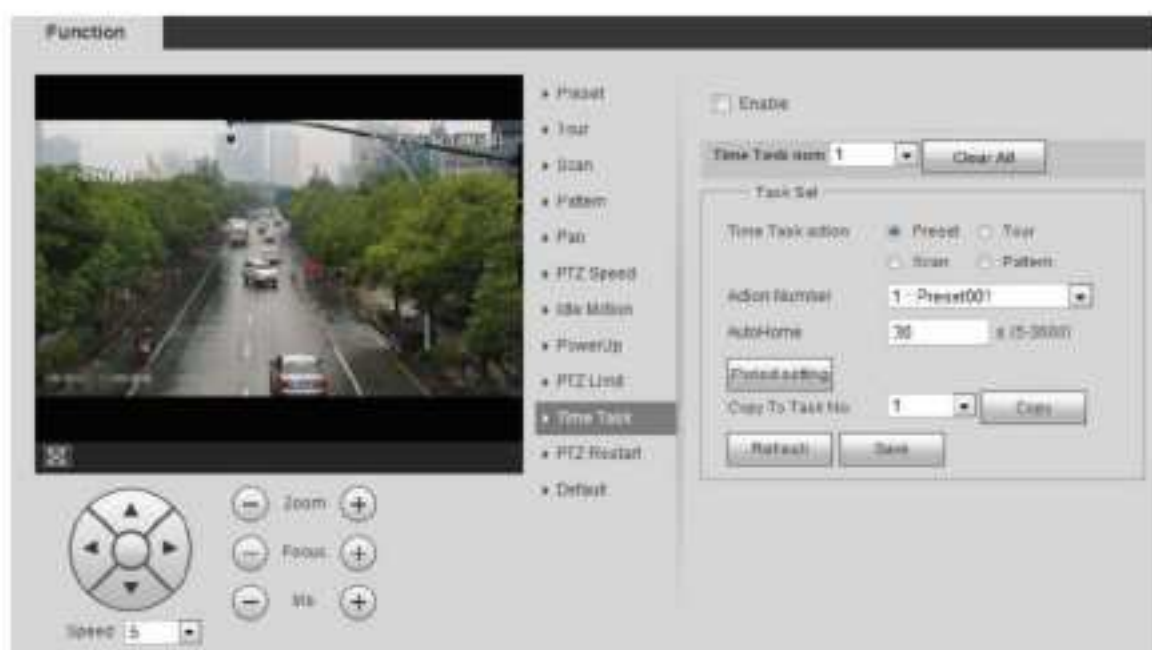 Function
Preset
Tour
Scan
Pattern
Pan
PTZ Speed
Idle Motion
PowerUp
PTZ Limit
Time Task
PTZ Restart
Default
Enable
Time Task num 1 Clear All
Task Set
Time Task action Preset Tour
Scan Pattern
Action Number 1 - Preset001
AutoHome 30 s (5-3600)
Period setting
Copy To Task No 1 Copy
Refresh Save
Zoom
Focus
Iris
Speed 5